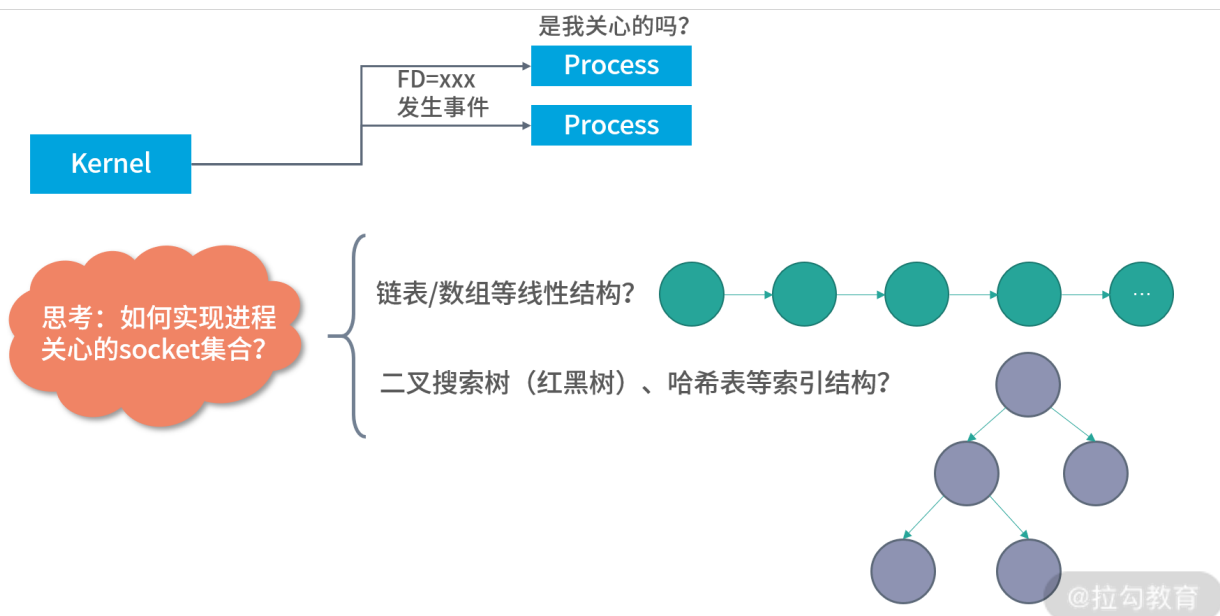 是我关心的吗？
Process
FD=xxx
发生事件
Process
Kernel
思考：如何实现进程
关心的socket集合？
链表/数组等线性结构？
...
二叉搜索树（红黑树）、哈希表等索引结构？
@拉勾教育